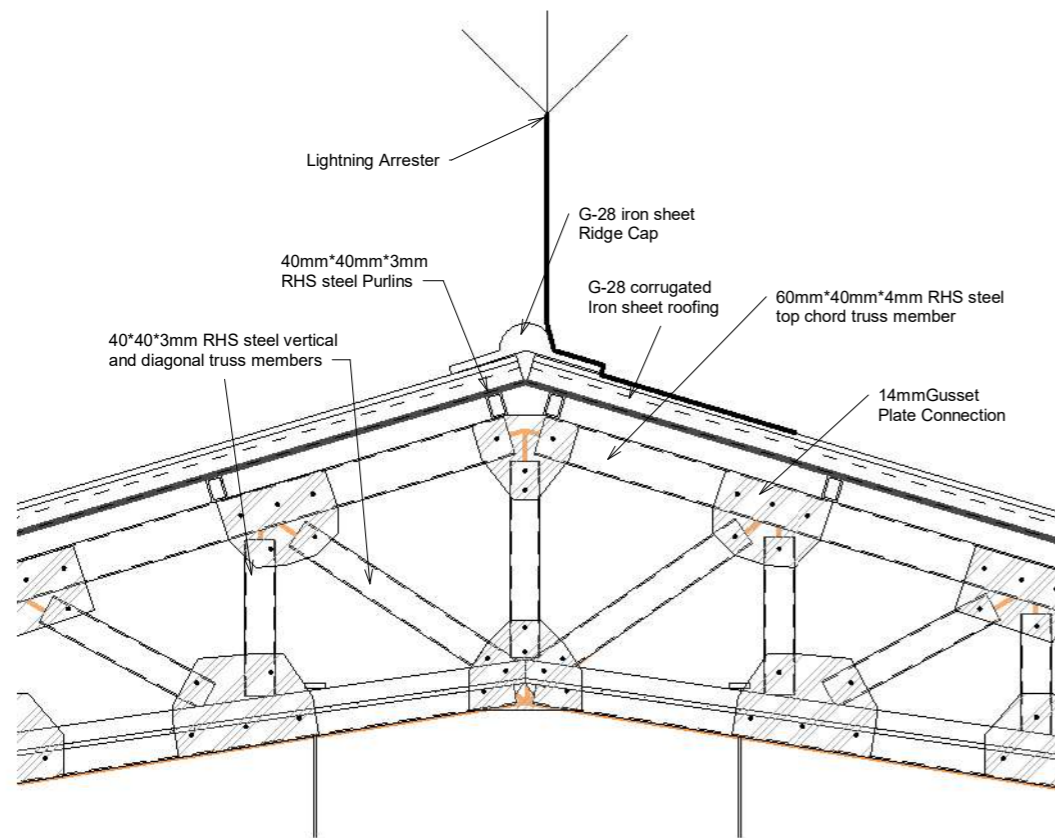 Lightning Arrester
G-28 iron sheet
Ridge Cap
40mm*40mm*3mm
RHS steel Purlins
G-28 corrugated
Iron sheet roofing
60mm*40mm*4mm RHS steel
top chord truss member
40*40*3mm RHS steel vertical
and diagonal truss members
14mmGusset
Plate Connection